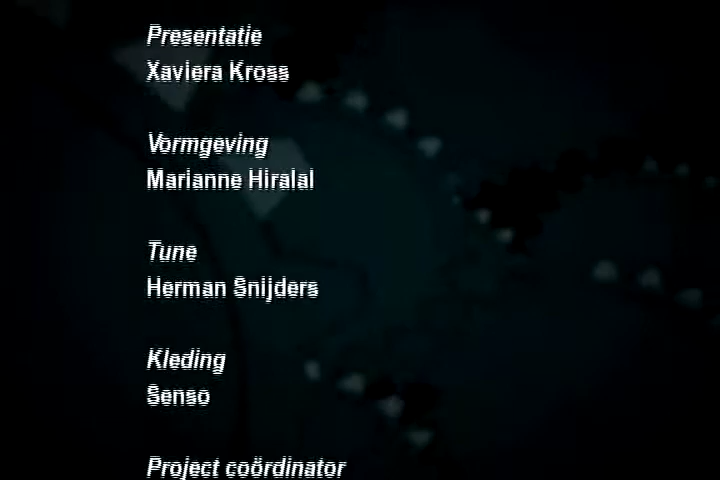 Presentatie
Xaviera Kross
Vormgeving
Marianne Hiralal
Tune
Herman Snijders
Kleding
Senso
Project coördinator